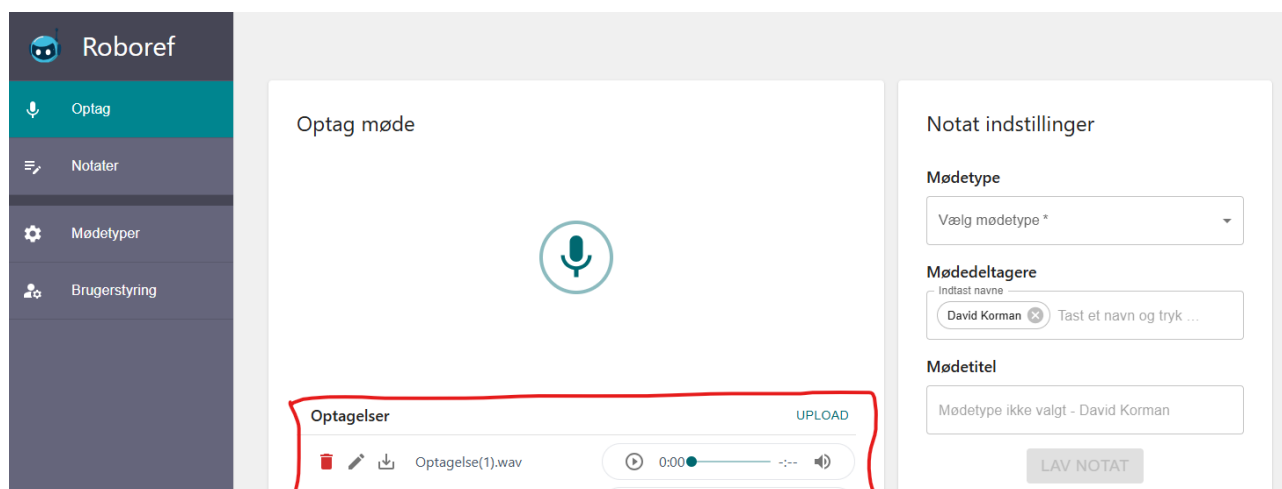 Roboref
Optag
Notater
Mødetyper
Brugerstyring
Optag møde
Optagelser
UPLOAD
Optagelse(1).wav
0:00
-:--
Notat indstillinger
Mødetype
Vælg mødetype *
Mødedeltagere
Indtast navne
David Korman
Tast et navn og tryk ...
Mødetitel
Mødetype ikke valgt - David Korman
LAV NOTAT